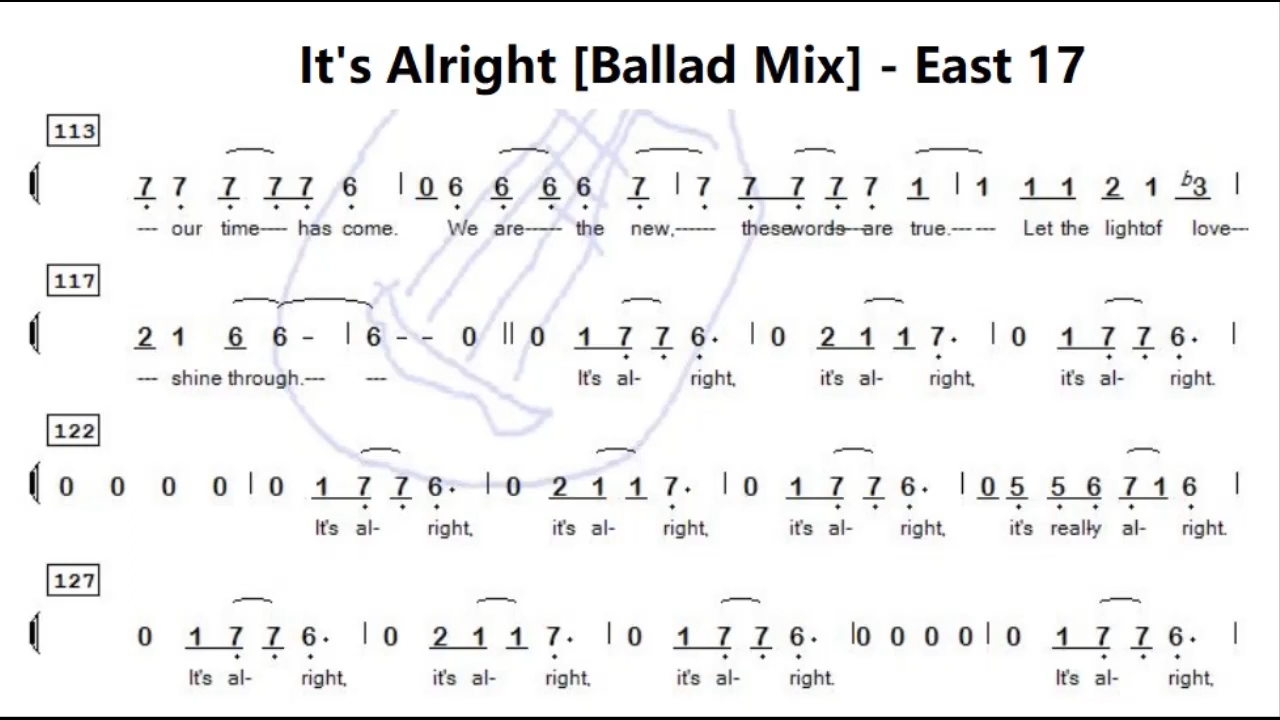 It's Alright [Ballad Mix] - East 17
113
7 7 7 7 7 6 | 0 6 6 6 6 7 | 7 7 7 7 7 1 | 1 1 1 2 1 b3 |
--- our time---- has come. We are----- the new,------ thesewords---are true.--- --- Let the lightof love---
117
2 1 6 6 - | 6 - - 0 || 0 1 7 7 6. | 0 2 1 1 7. | 0 1 7 7 6. |
--- shine through.--- --- It's al- right, it's al- right, it's al- right.
122
0 0 0 0 | 0 1 7 7 6. | 0 2 1 1 7. | 0 1 7 7 6. | 0 5 5 6 7 1 6 |
It's al- right, it's al- right, it's al- right, it's really al- right.
127
0 1 7 7 6. | 0 2 1 1 7. | 0 1 7 7 6. | 0 0 0 0 | 0 1 7 7 6. |
It's al- right, it's al- right, it's al- right. It's al- right,